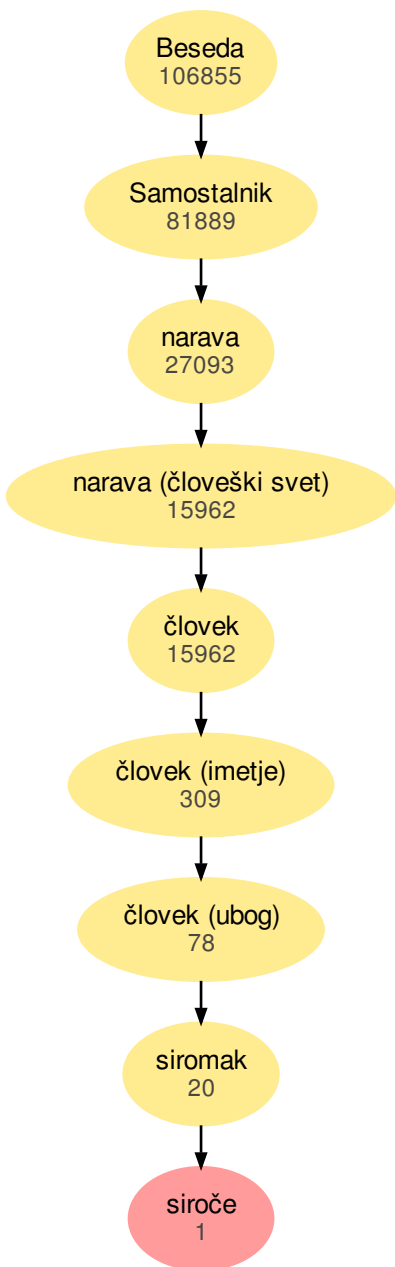 Beseda
106855
Samostalnik
81889
narava
27093
narava (človeški svet)
15962
človek
15962
človek (imetje)
309
človek (ubog)
78
siromak
20
siroče
1